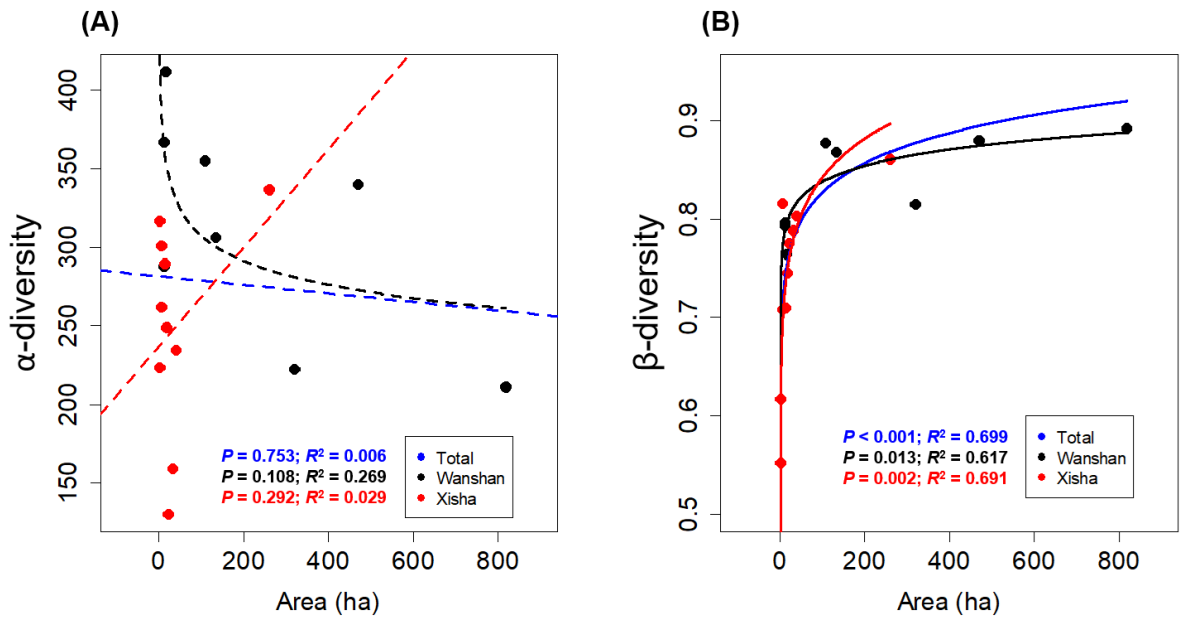 (A)
α-diversity
400
350
300
250
200
150
P = 0.753; R² = 0.006
P = 0.108; R² = 0.269
P = 0.292; R² = 0.029
Total
Wanshan
Xisha
0 200 400 600 800
Area (ha)
(B)
β-diversity
0.9
0.8
0.7
0.6
0.5
P < 0.001; R² = 0.699
P = 0.013; R² = 0.617
P = 0.002; R² = 0.691
Total
Wanshan
Xisha
0 200 400 600 800
Area (ha)